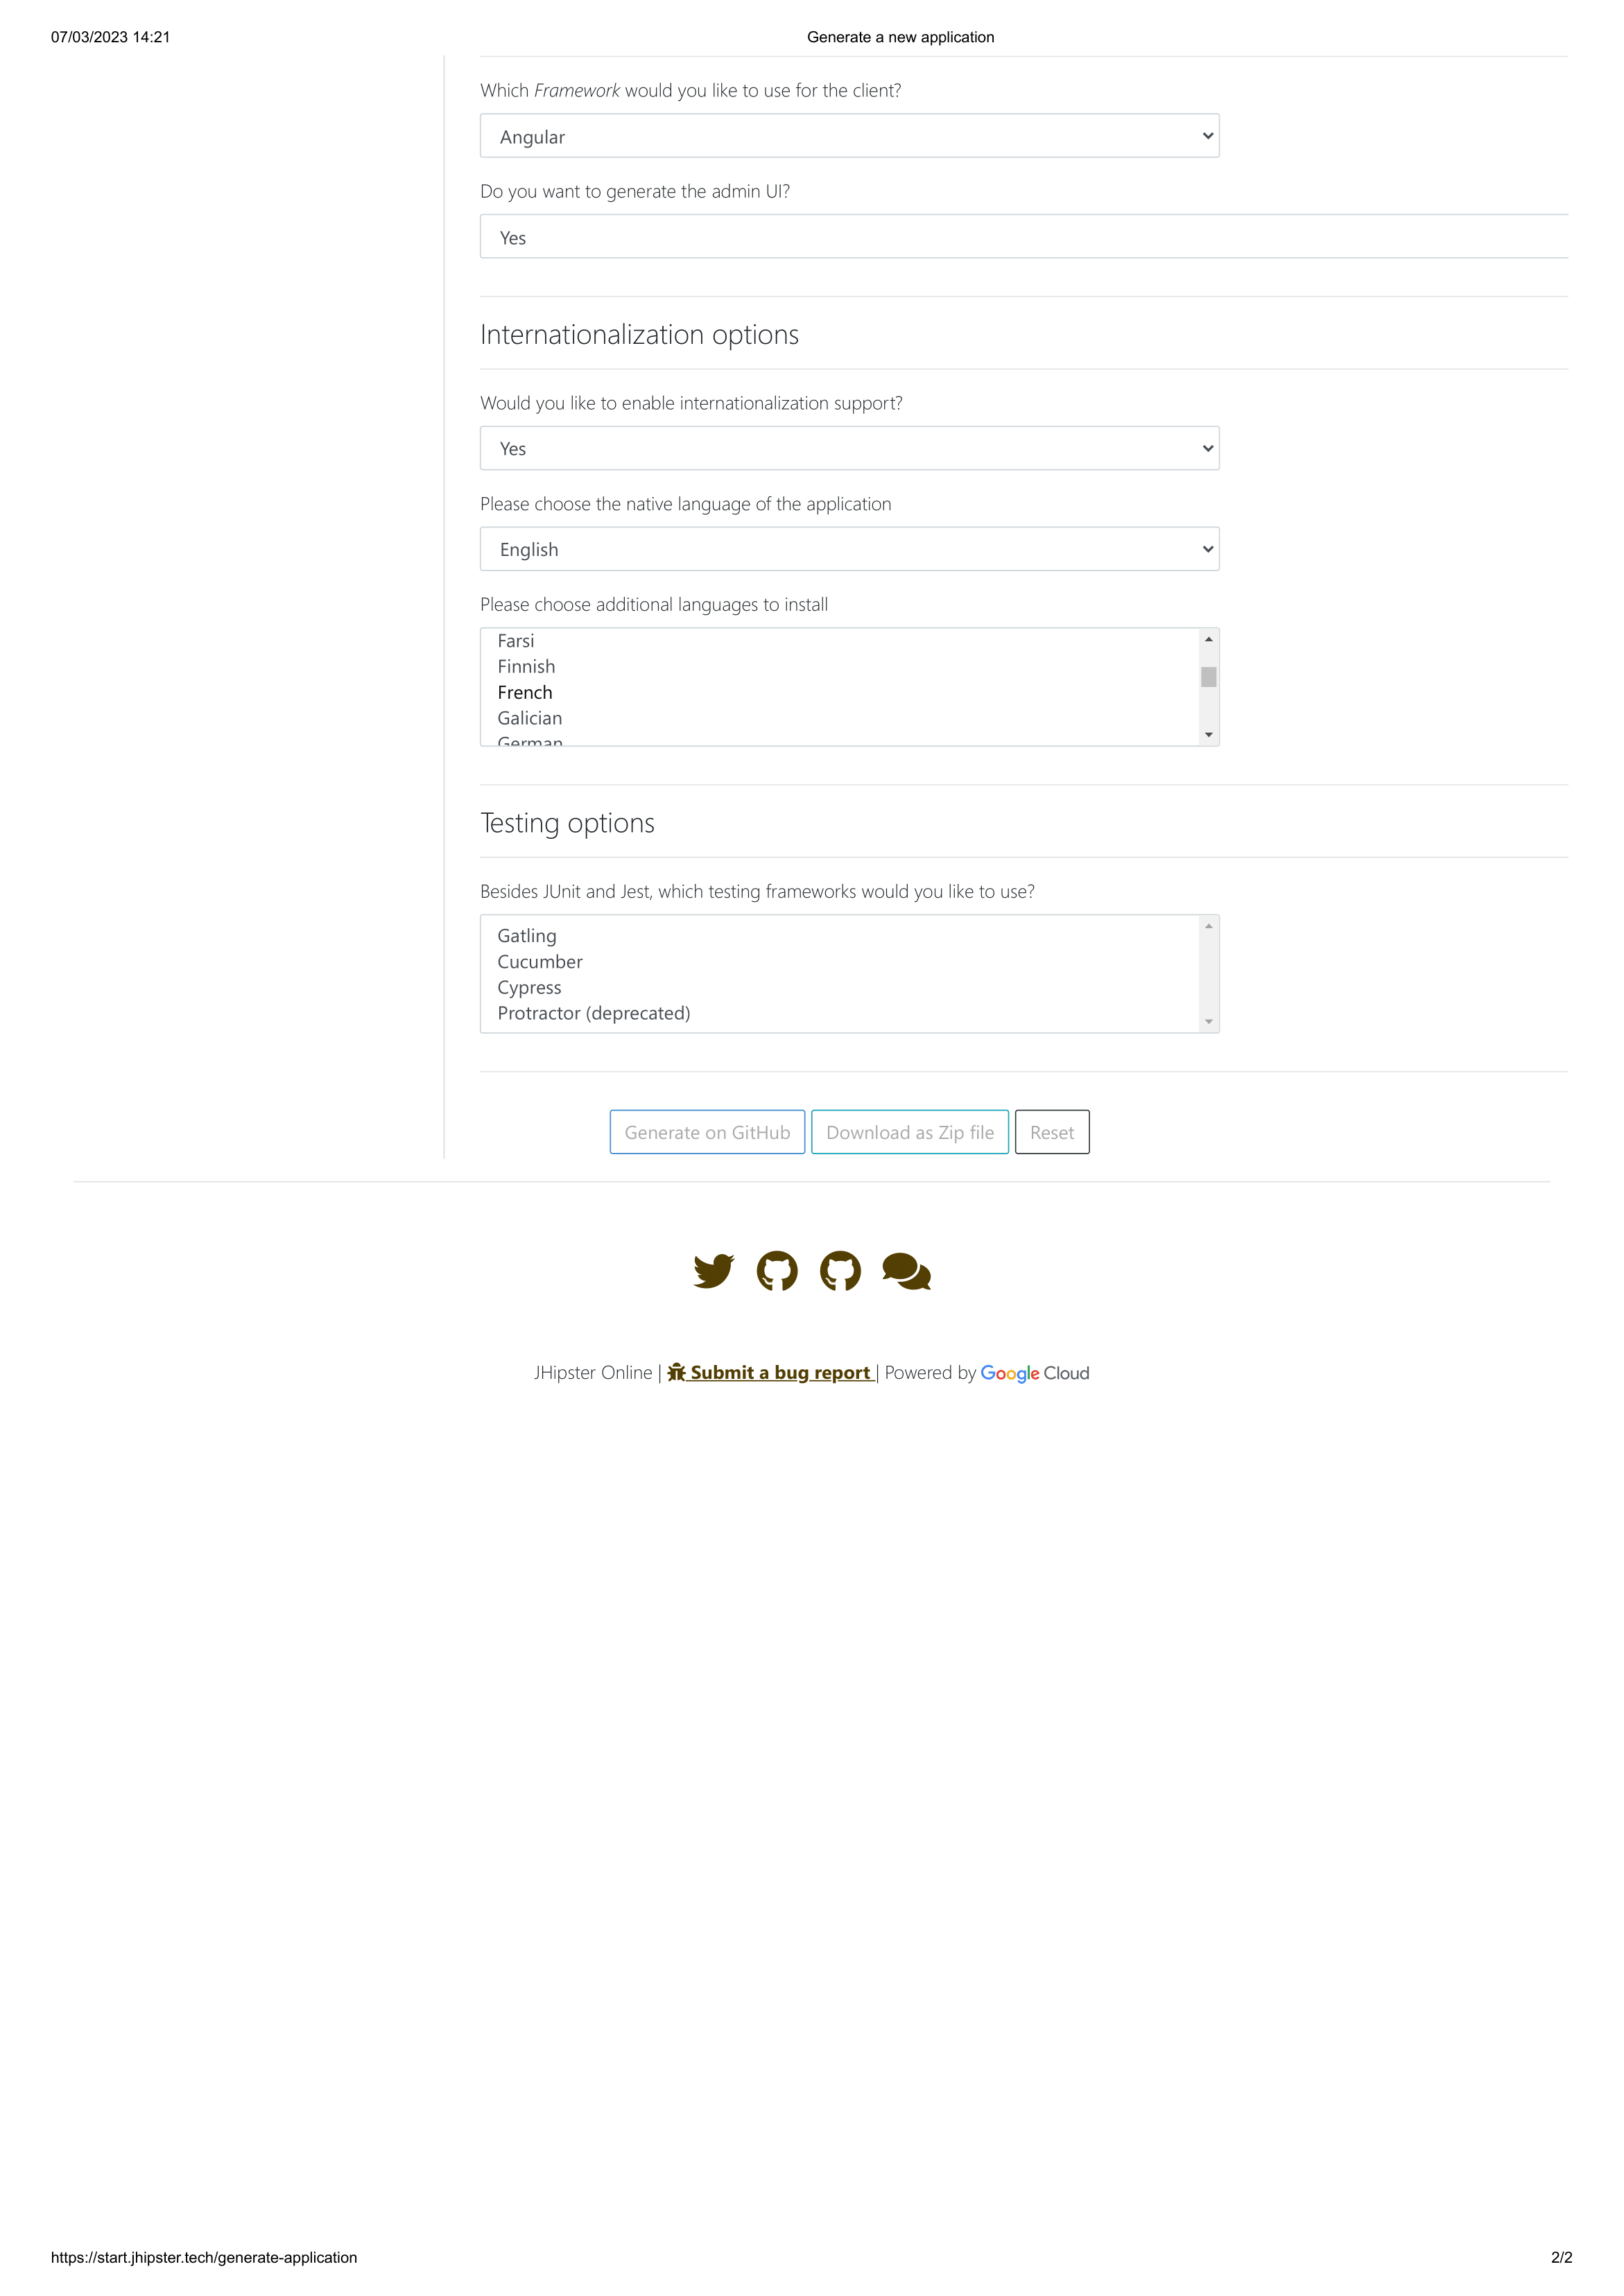 07/03/2023 14:21
Generate a new application
Which Framework would you like to use for the client?
Angular
Do you want to generate the admin UI?
Yes
Internationalization options
Would you like to enable internationalization support?
Yes
Please choose the native language of the application
English
Please choose additional languages to install
Farsi
Finnish
French
Galician
German
Testing options
Besides JUnit and Jest, which testing frameworks would you like to use?
Gatling
Cucumber
Cypress
Protractor (deprecated)
Generate on GitHub Download as Zip file Reset
JHipster Online | Submit a bug report | Powered by Google Cloud
https://start.jhipster.tech/generate-application
2/2